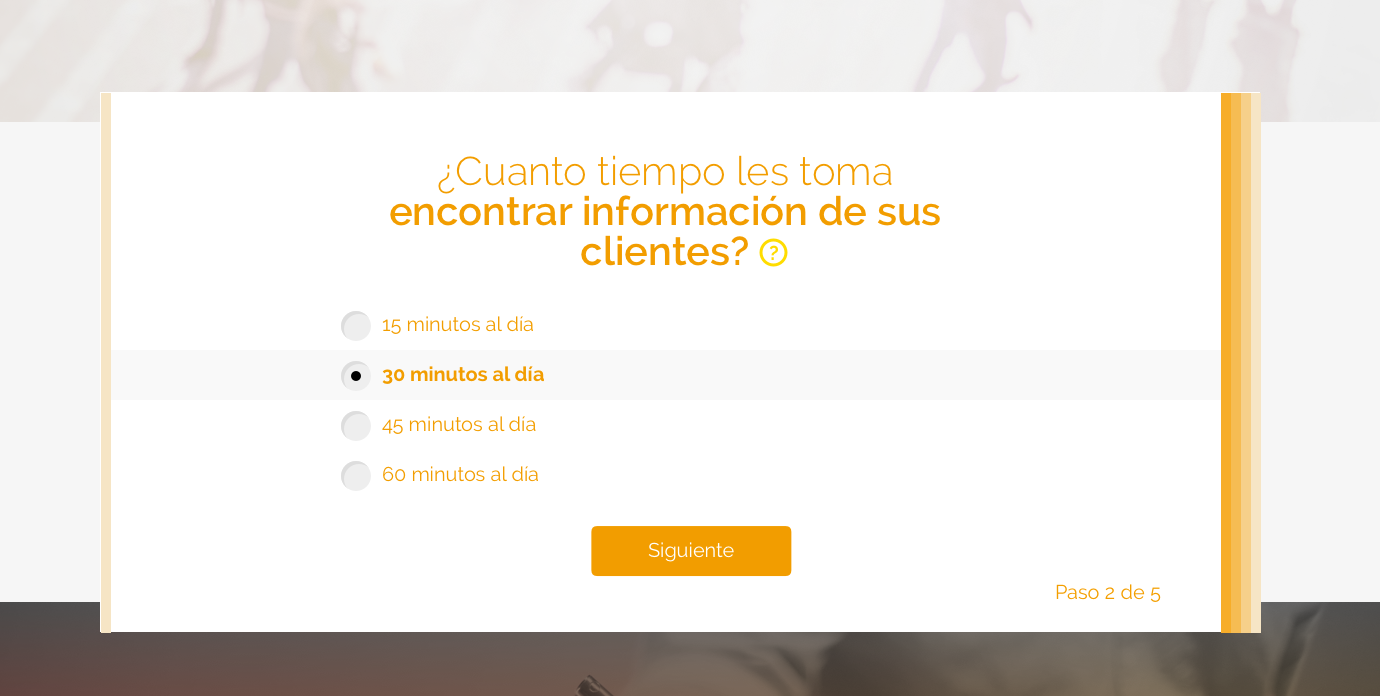 ¿Cuanto tiempo les toma
encontrar información de sus
clientes? ?
15 minutos al día
30 minutos al día
45 minutos al día
60 minutos al día
Siguiente
Paso 2 de 5